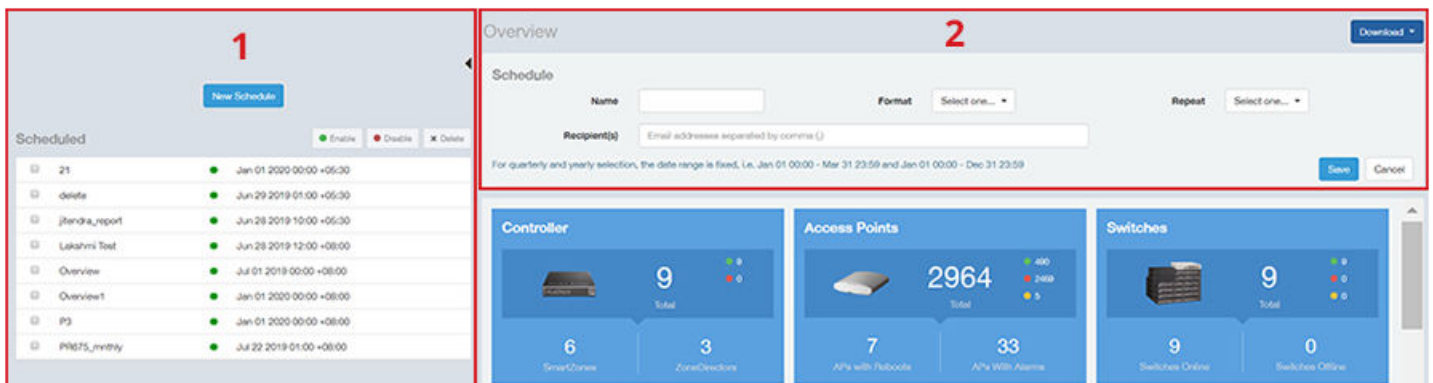 1
New Schedule
Scheduled
Enable Disable Delete
21 Jan 01 2020 00:00 +05:30
delete Jun 29 2019 01:00 +05:30
jitendra_report Jun 28 2019 10:00 +05:30
Lakshmi Test Jun 28 2019 12:00 +08:00
Overview Jul 01 2019 00:00 +08:00
Overview1 Jan 01 2020 00:00 +08:00
P3 Jan 01 2020 00:00 +08:00
PR675_mnthly Jul 22 2019 01:00 +08:00
Overview 2 Download
Schedule
Name Format Select one... Repeat Select one...
Recipient(s) Email addresses separated by comma (,)
For quarterly and yearly selection, the date range is fixed, i.e. Jan 01 00:00 - Mar 31 23:59 and Jan 01 00:00 - Dec 31 23:59
Save Cancel
Controller
9
Total
9
0
6
SmartZones
3
ZoneDirectors
Access Points
2964
Total
490
2469
5
7
APs with Reboots
33
APs With Alarms
Switches
9
Total
9
0
0
9
Switches Online
0
Switches Offline